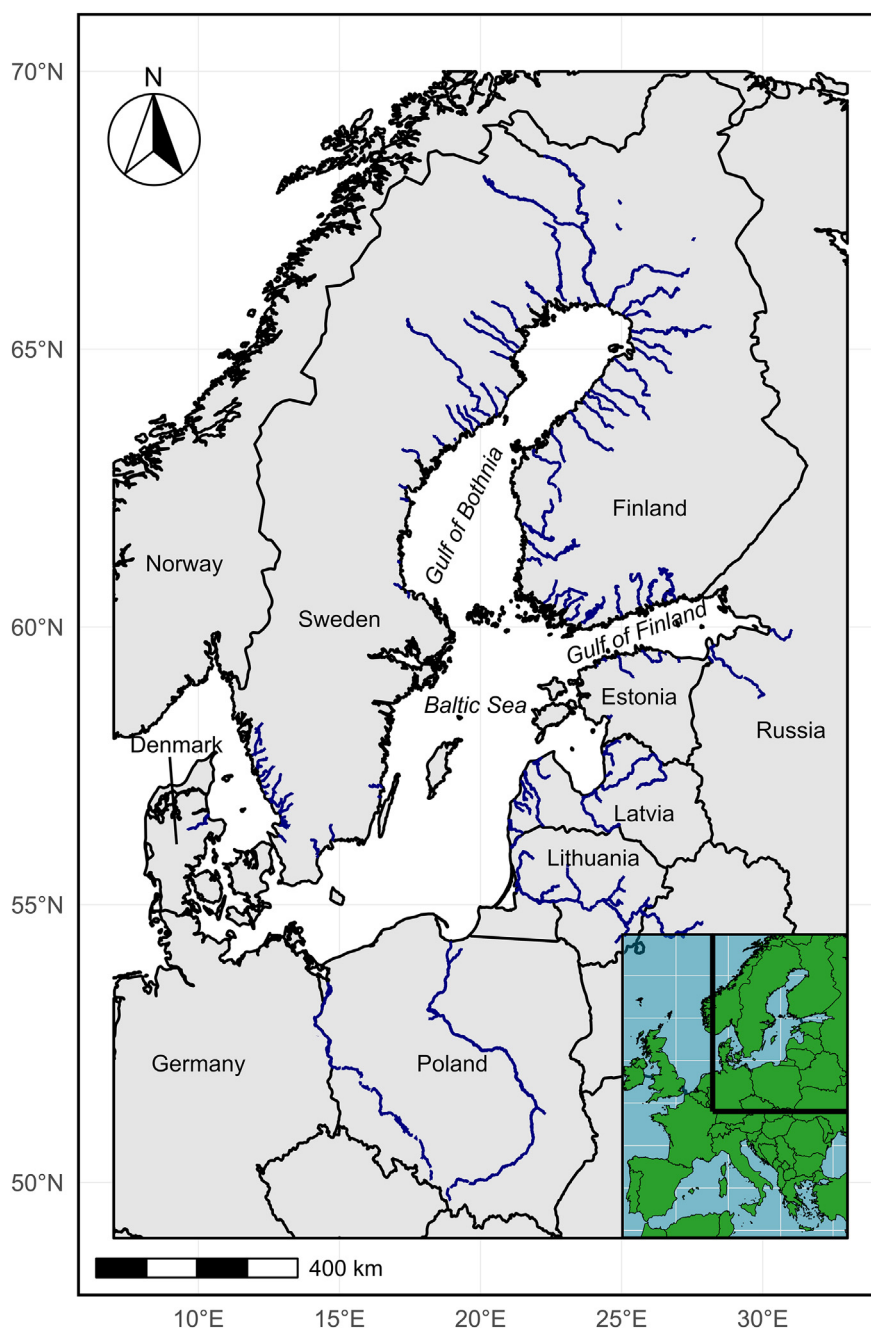 70°N
N
65°N
Gulf of Bothnia
Finland
Norway
Sweden
60°N
Gulf of Finland
Estonia
Baltic Sea
Russia
Denmark
Latvia
Lithuania
55°N
Germany
Poland
50°N
400 km
10°E 15°E 20°E 25°E 30°E